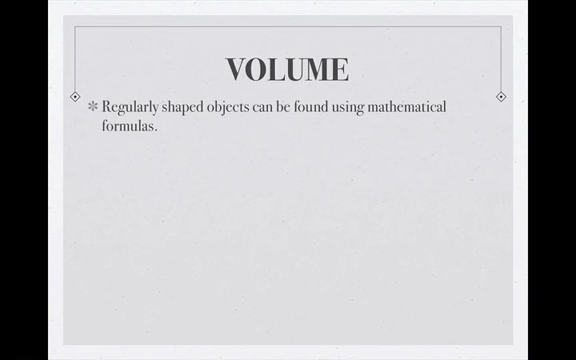 VOLUME
✼ Regularly shaped objects can be found using mathematical
formulas.